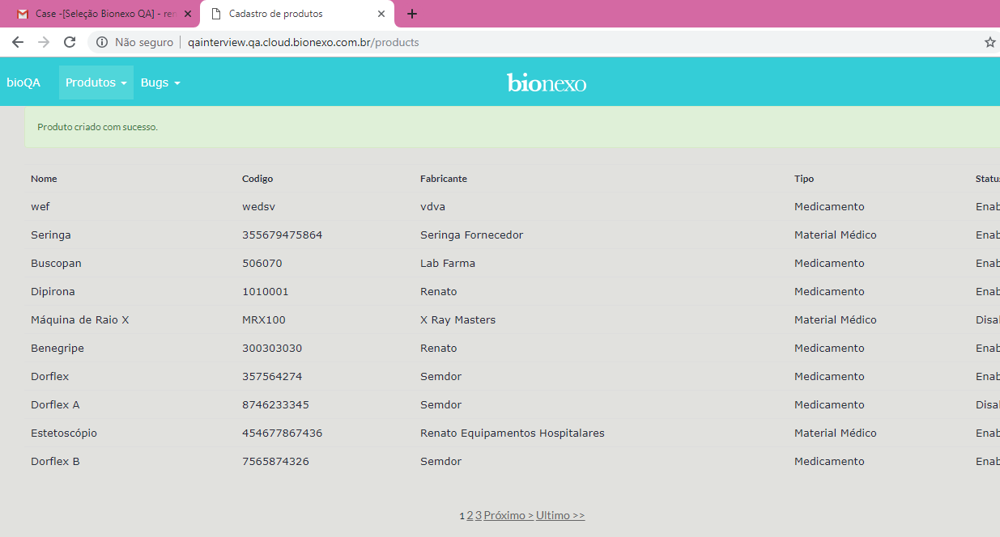 Case -[Seleção Bionexo QA] - ren
Cadastro de produtos
Não seguro | qainterview.qa.cloud.bionexo.com.br/products
bioQA Produtos Bugs bionexo
Produto criado com sucesso.
Nome Codigo Fabricante Tipo Statu
wef wedsv vdva Medicamento Enab
Seringa 355679475864 Seringa Fornecedor Material Médico Enab
Buscopan 506070 Lab Farma Medicamento Enab
Dipirona 1010001 Renato Medicamento Enab
Máquina de Raio X MRX100 X Ray Masters Material Médico Disal
Benegripe 300303030 Renato Medicamento Enab
Dorflex 357564274 Semdor Medicamento Enab
Dorflex A 8746233345 Semdor Medicamento Disal
Estetoscópio 454677867436 Renato Equipamentos Hospitalares Material Médico Enab
Dorflex B 7565874326 Semdor Medicamento Enab
1 2 3 Próximo > Ultimo >>